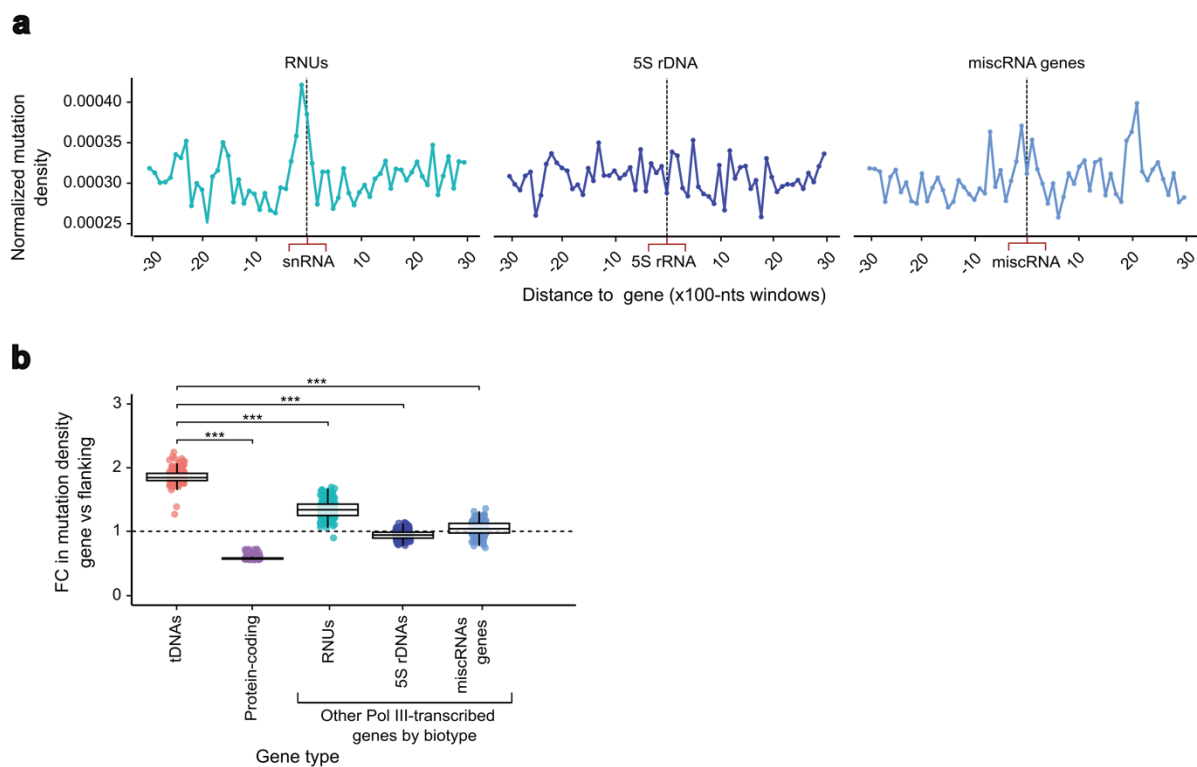 a
RNUs
5S rDNA
miscRNA genes
Normalized mutation
density
0.00040
0.00035
0.00030
0.00025
-30
-20
-10
snRNA
10
20
30
-30
-20
-10
5S rRNA
10
20
30
-30
-20
-10
miscRNA
10
20
30
Distance to gene (x100-nts windows)
b
FC in mutation density
gene vs flanking
3
2
1
0
***
***
***
***
tDNAs
Protein-coding
RNUs
5S rDNAs
miscRNAs
genes
Other Pol III-transcribed
genes by biotype
Gene type